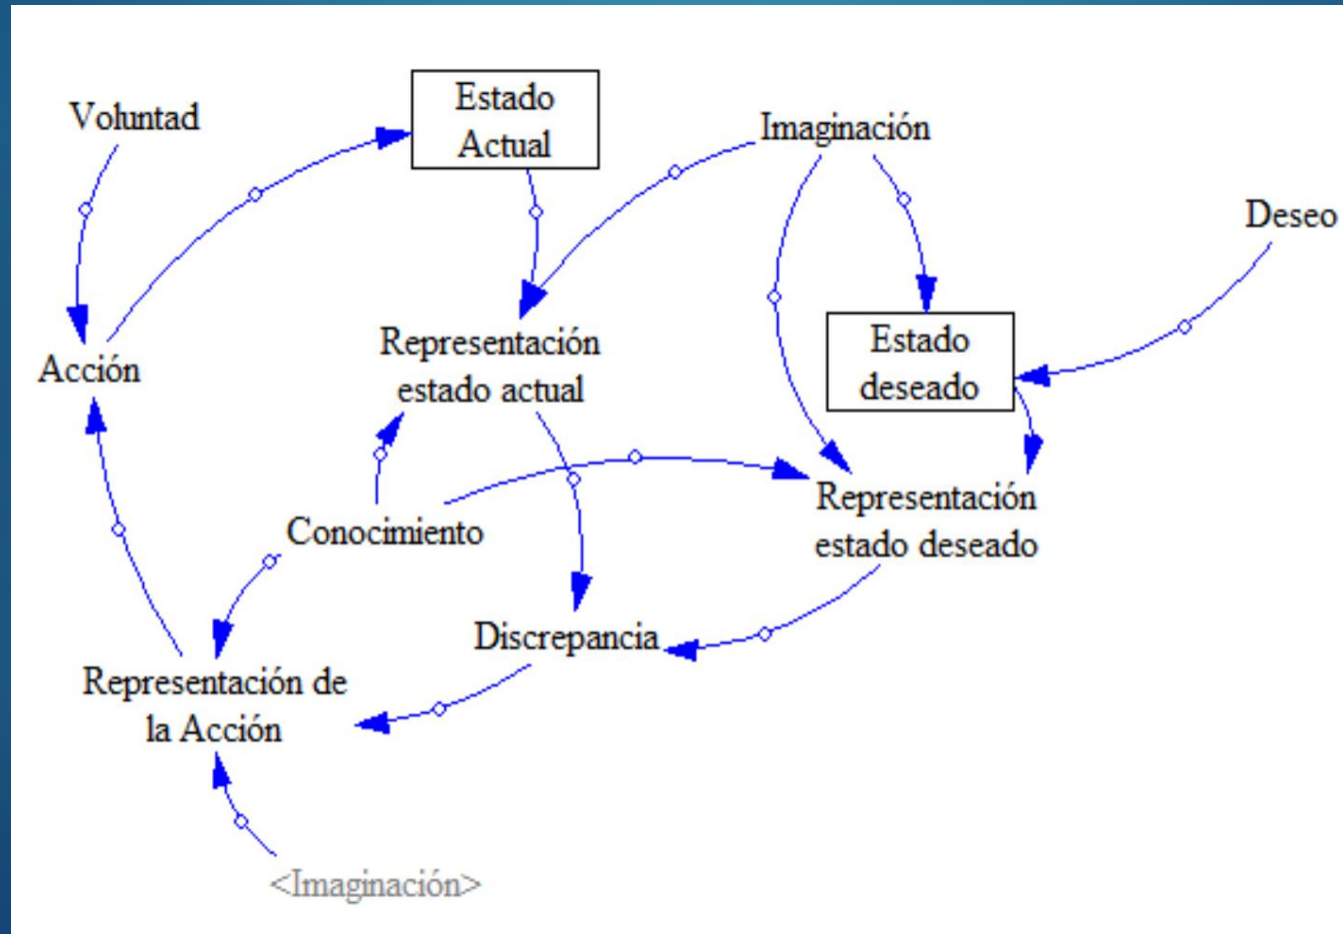 Voluntad
Estado
Actual
Imaginación
Deseo
Acción
Representación
estado actual
Estado
deseado
Conocimiento
Representación
estado deseado
Discrepancia
Representación de
la Acción
<Imaginación>